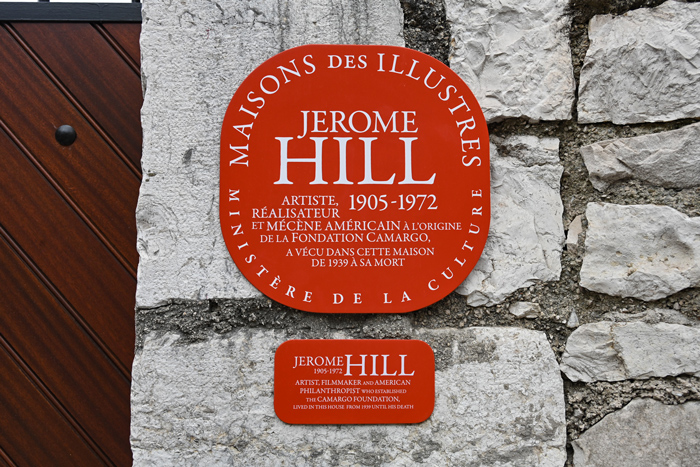 MAISONS DES ILLUSTRES
JEROME
HILL
ARTISTE, 1905-1972
RÉALISATEUR
ET MÉCÈNE AMÉRICAIN À L'ORIGINE
DE LA FONDATION CAMARGO,
A VÉCU DANS CETTE MAISON
DE 1939 À SA MORT
MINISTÈRE DE LA CULTURE
JEROME HILL
1905-1972
ARTIST, FILMMAKER AND AMERICAN
PHILANTHROPIST WHO ESTABLISHED
THE CAMARGO FOUNDATION,
LIVED IN THIS HOUSE FROM 1939 UNTIL HIS DEATH